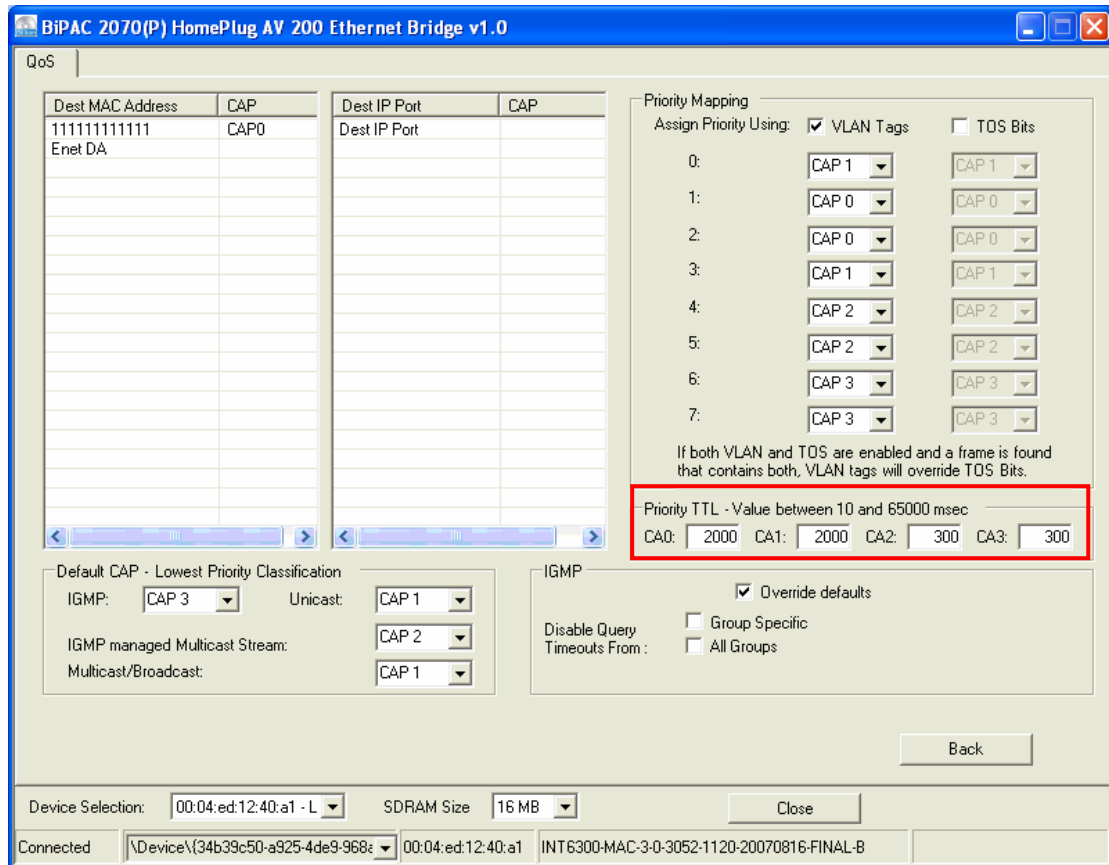 BiPAC 2070(P) HomePlug AV 200 Ethernet Bridge v1.0
QoS
Dest MAC Address CAP
111111111111 CAP0
Enet DA
Dest IP Port CAP
Dest IP Port
Priority Mapping
Assign Priority Using: VLAN Tags TOS Bits
0: CAP 1 CAP 1
1: CAP 0 CAP 0
2: CAP 0 CAP 0
3: CAP 1 CAP 1
4: CAP 2 CAP 2
5: CAP 2 CAP 2
6: CAP 3 CAP 3
7: CAP 3 CAP 3
If both VLAN and TOS are enabled and a frame is found
that contains both, VLAN tags will override TOS Bits.
Priority TTL - Value between 10 and 65000 msec
CA0: 2000 CA1: 2000 CA2: 300 CA3: 300
Default CAP - Lowest Priority Classification
IGMP: CAP 3 Unicast: CAP 1
IGMP managed Multicast Stream: CAP 2
Multicast/Broadcast: CAP 1
IGMP
Override defaults
Disable Query
Timeouts From :
Group Specific
All Groups
Back
Device Selection: 00:04:ed:12:40:a1 - L SDRAM Size 16 MB Close
Connected \Device\{34b39c50-a925-4de9-968a 00:04:ed:12:40:a1 INT6300-MAC-3-0-3052-1120-20070816-FINAL-B